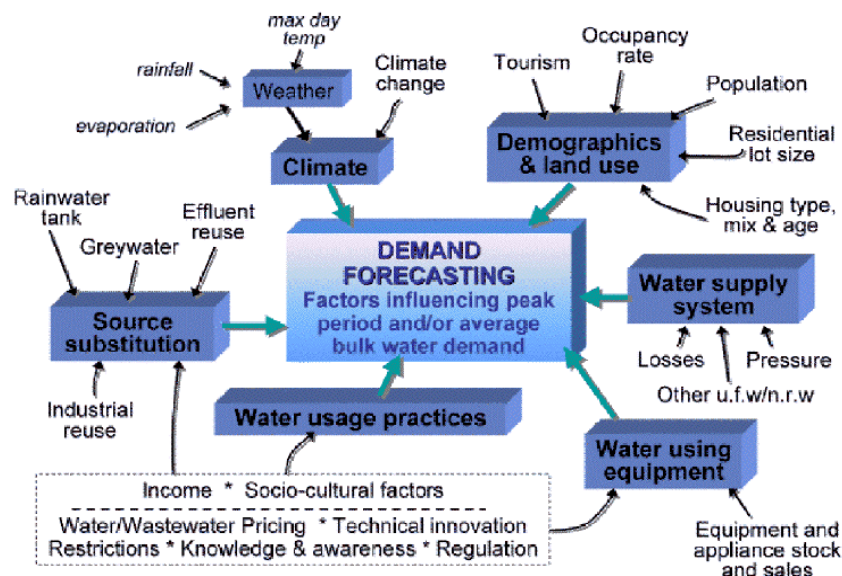 max day
temp
rainfall
Weather
evaporation
Climate
change
Climate
Tourism
Occupancy
rate
Population
Demographics
& land use
Residential
lot size
Housing type,
mix & age
Rainwater
tank
Greywater
Effluent
reuse
Source
substitution
Industrial
reuse
DEMAND
FORECASTING
Factors influencing peak
period and/or average
bulk water demand
Water supply
system
Losses
Pressure
Other u.f.w/n.r.w
Water usage practices
Water using
equipment
Equipment and
appliance stock
and sales
Income * Socio-cultural factors
Water/Wastewater Pricing * Technical innovation
Restrictions * Knowledge & awareness * Regulation